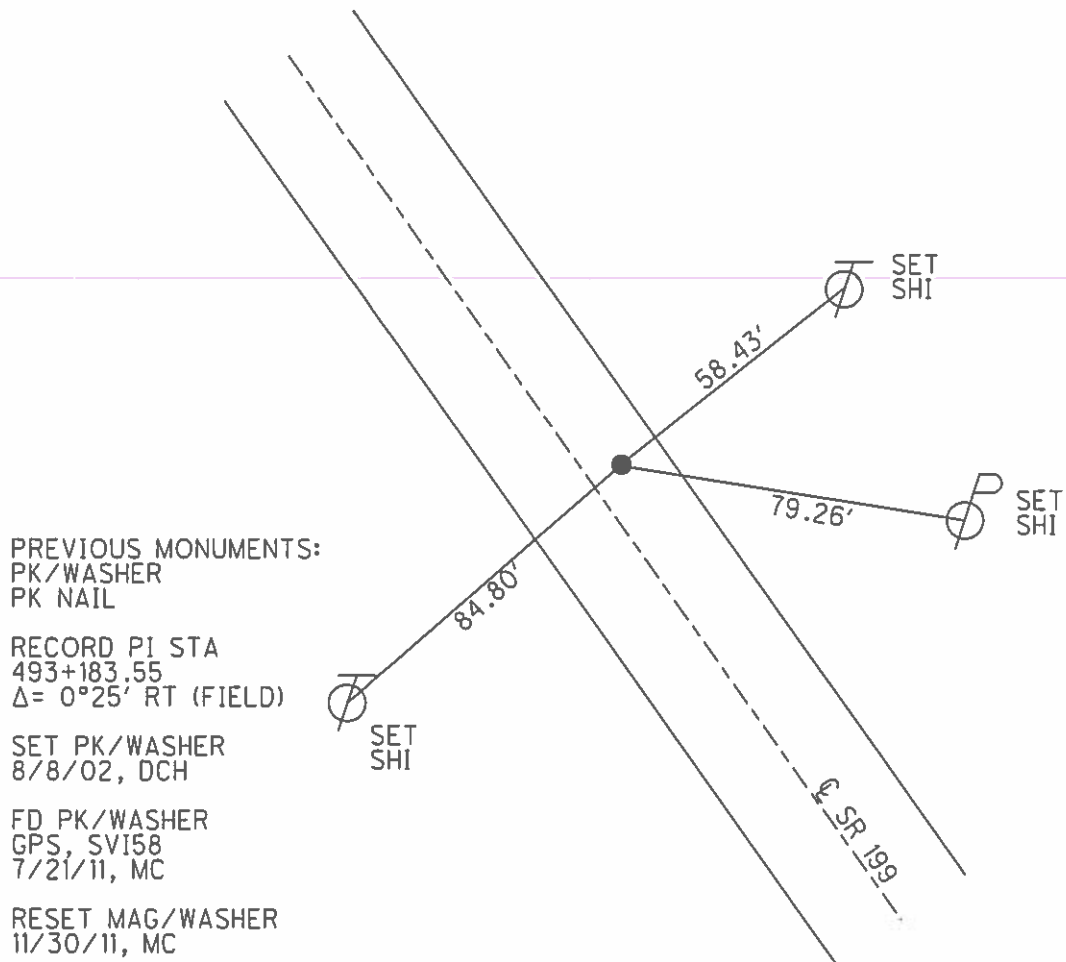 SET
SHI
58.43'
79.26'
SET
SHI
84.80'
PREVIOUS MONUMENTS:
PK/WASHER
PK NAIL
RECORD PI STA
493+183.55
Δ= 0°25' RT (FIELD)
SET
SHI
SET PK/WASHER
8/8/02, DCH
℄ SR 199
FD PK/WASHER
GPS, SVI58
7/21/11, MC
RESET MAG/WASHER
11/30/11, MC